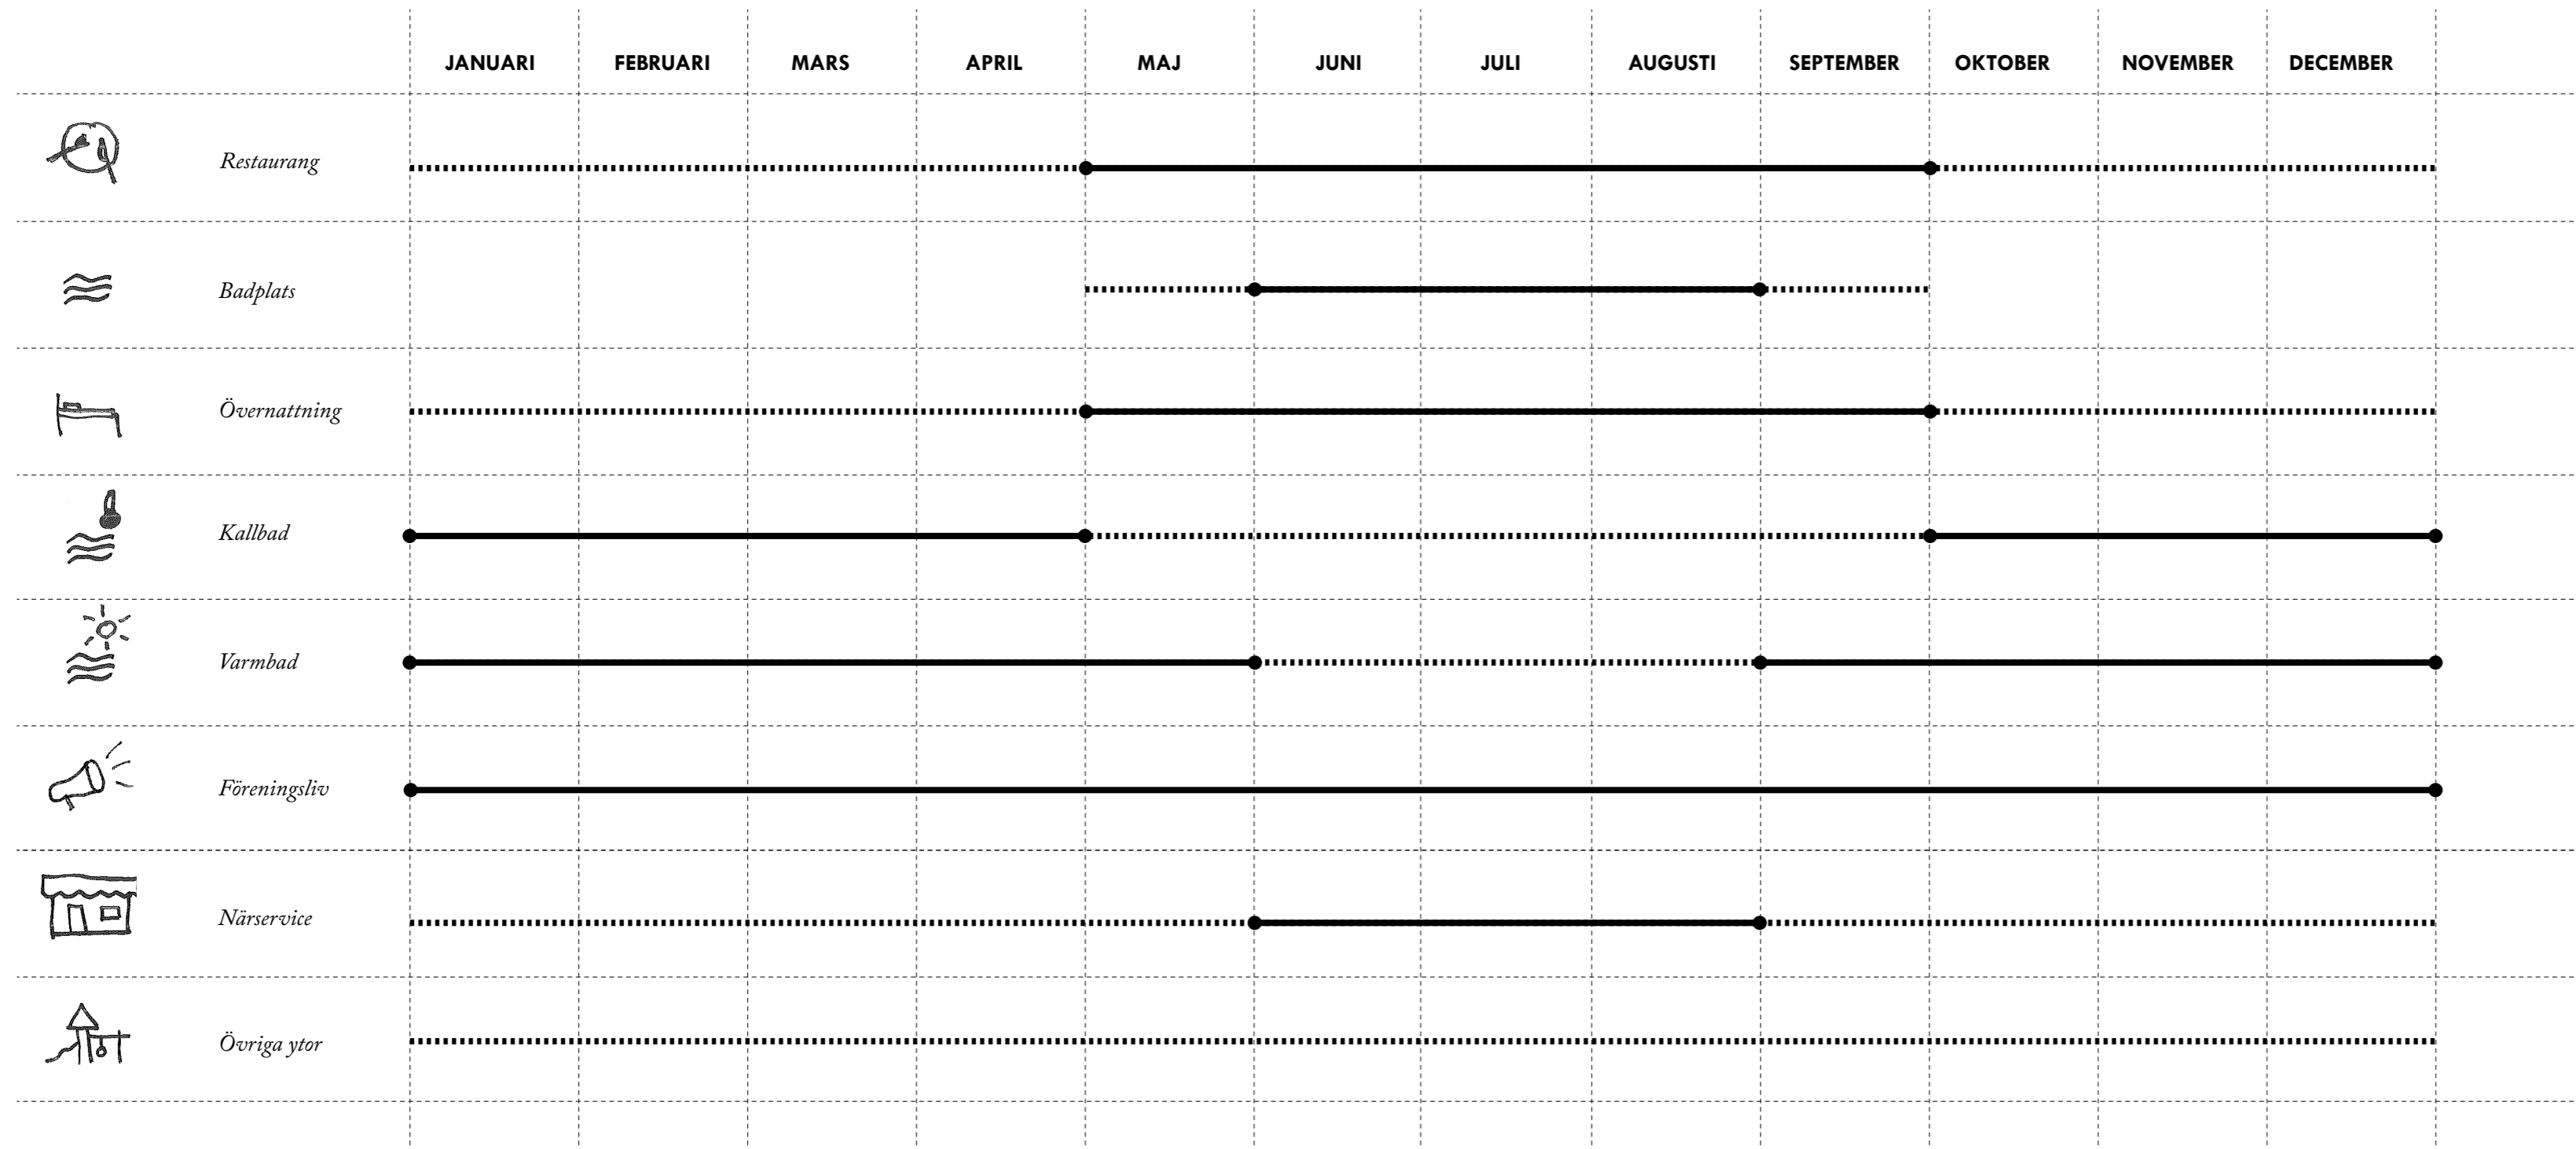 JANUARI FEBRUARI MARS APRIL MAJ JUNI JULI AUGUSTI SEPTEMBER OKTOBER NOVEMBER DECEMBER
Restaurang
Badplats
Övernattning
Kallbad
Varmbad
Föreningsliv
Närservice
Övriga ytor